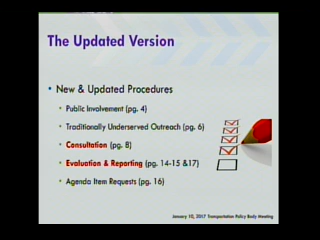 The Updated Version
• New & Updated Procedures
• Public Involvement (pg. 4)
• Traditionally Underserved Outreach (pg. 6)
• Consultation (pg. 8)
• Evaluation & Reporting (pg. 14-15 &17)
• Agenda Item Requests (pg. 16)
January 10, 2017 Transportation Policy Body Meeting